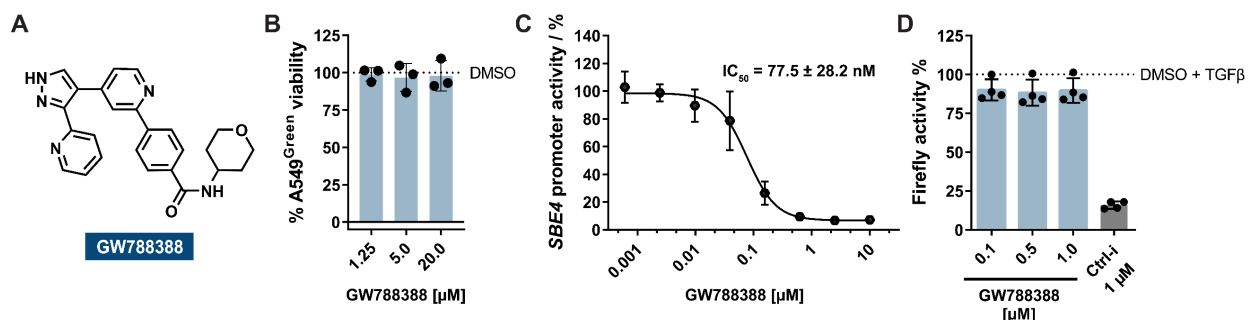 A
HN
N
N
N
O
O
N
H
GW788388
B
% A549Green viability
125
100
75
50
25
0
DMSO
1.25
5.0
20.0
GW788388 [µM]
C
SBE4 promoter activity / %
140
120
100
80
60
40
20
0
IC50 = 77.5 ± 28.2 nM
0.001
0.01
0.1
1
10
GW788388 [µM]
D
Firefly activity %
125
100
75
50
25
0
DMSO + TGFβ
0.1
0.5
1.0
Ctrl-i
1 µM
GW788388
[µM]